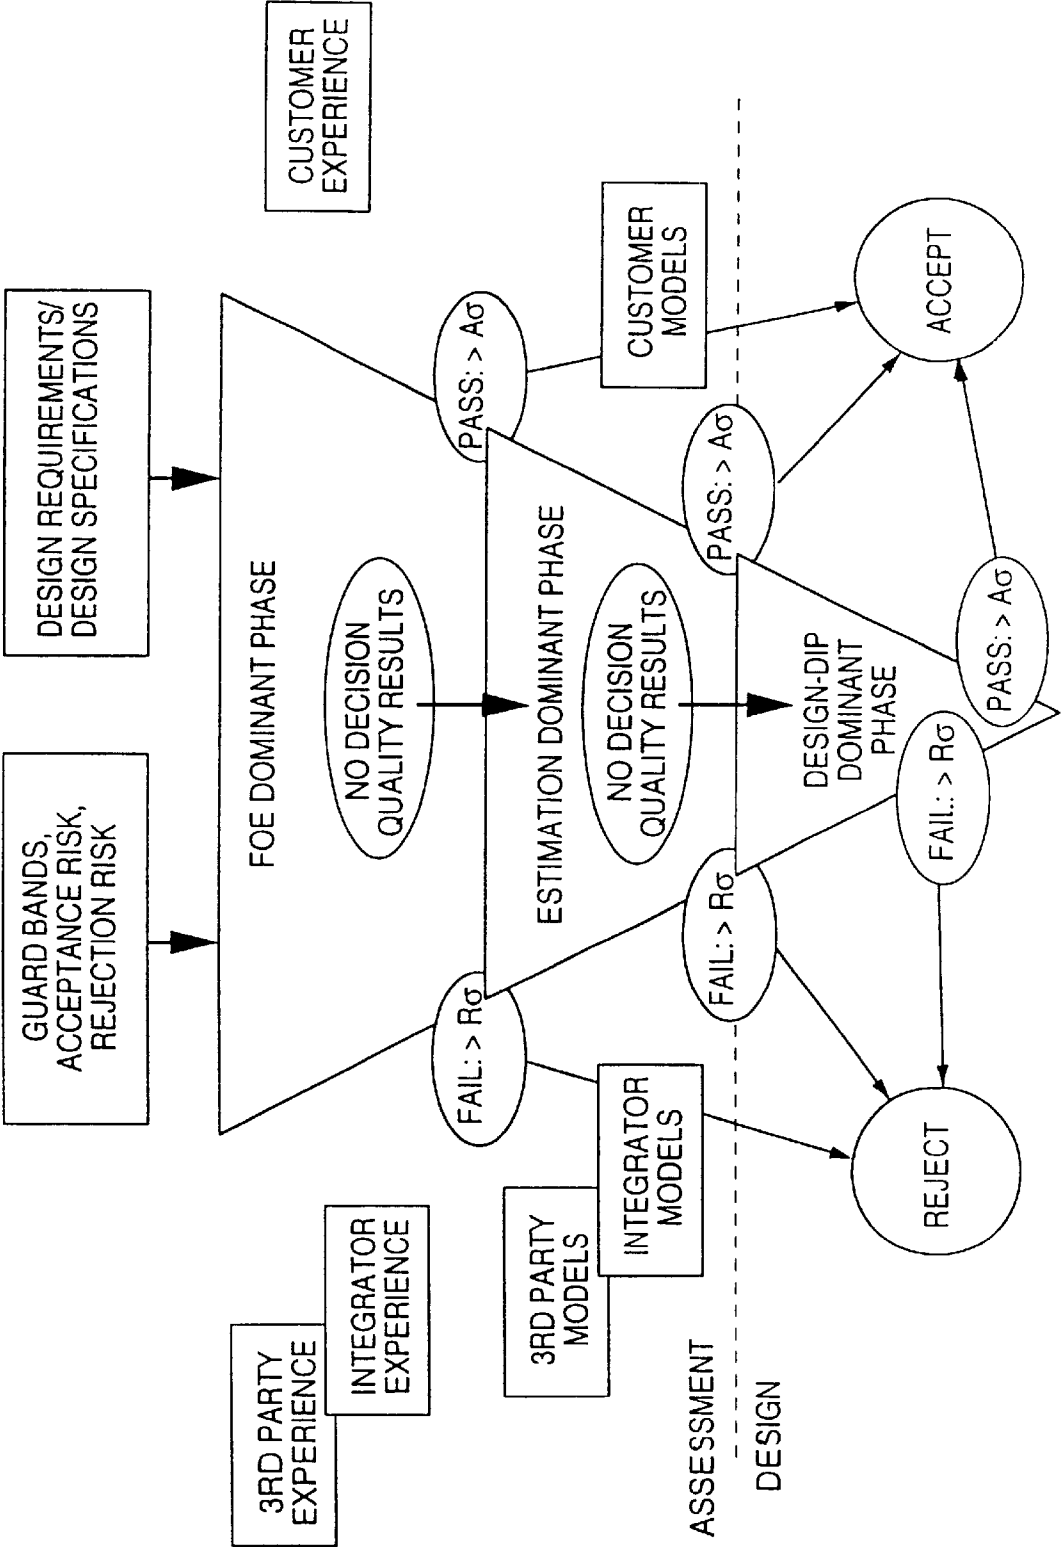 GUARD BANDS,
ACCEPTANCE RISK,
REJECTION RISK
DESIGN REQUIREMENTS/
DESIGN SPECIFICATIONS
3RD PARTY
EXPERIENCE
INTEGRATOR
EXPERIENCE
FOE DOMINANT PHASE
CUSTOMER
EXPERIENCE
NO DECISION
QUALITY RESULTS
FAIL: > Rσ
PASS: > Aσ
3RD PARTY
MODELS
INTEGRATOR
MODELS
ESTIMATION DOMINANT PHASE
CUSTOMER
MODELS
NO DECISION
QUALITY RESULTS
FAIL: > Rσ
PASS: > Aσ
ASSESSMENT
DESIGN
DESIGN-DIP
DOMINANT
PHASE
REJECT
FAIL: > Rσ
PASS: > Aσ
ACCEPT